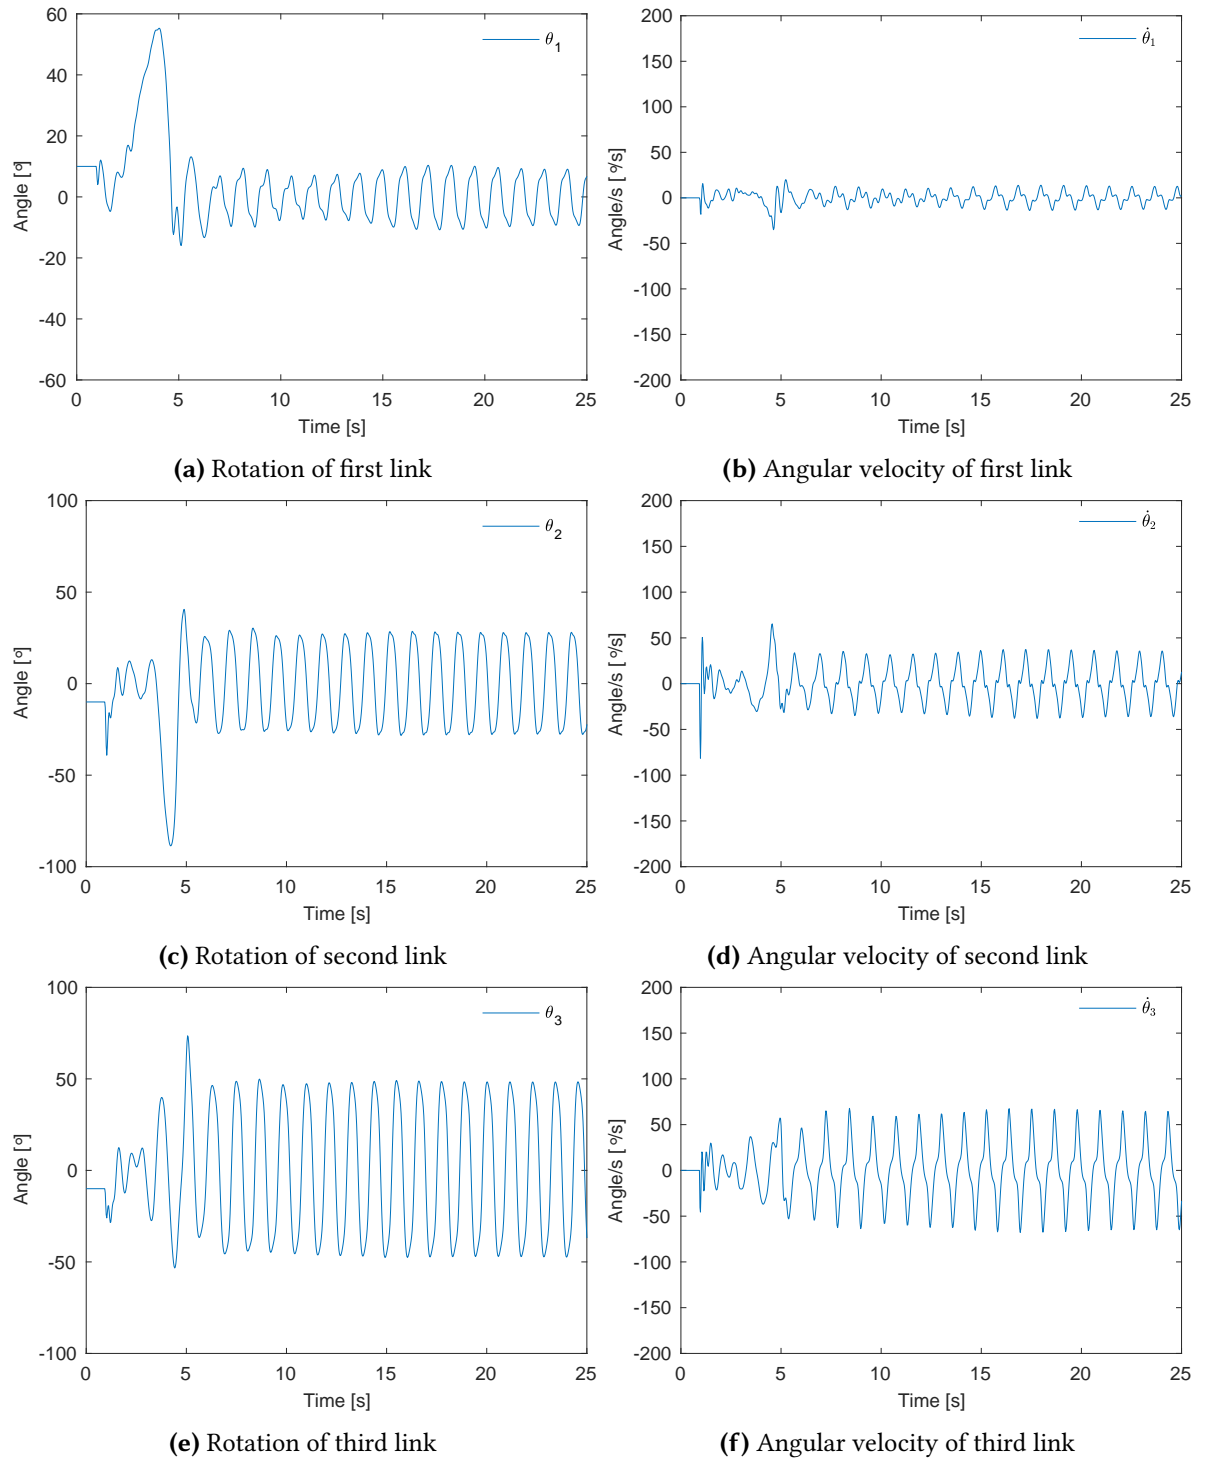 60
40
20
0
-20
-40
-60
Angle [º]
θ1
0 5 10 15 20 25
Time [s]
(a) Rotation of first link
200
150
100
50
0
-50
-100
-150
-200
Angle/s [ º/s]
θ̇1
0 5 10 15 20 25
Time [s]
(b) Angular velocity of first link
100
50
0
-50
-100
Angle [º]
θ2
0 5 10 15 20 25
Time [s]
(c) Rotation of second link
200
150
100
50
0
-50
-100
-150
-200
Angle/s [ º/s]
θ̇2
0 5 10 15 20 25
Time [s]
(d) Angular velocity of second link
100
50
0
-50
-100
Angle [º]
θ3
0 5 10 15 20 25
Time [s]
(e) Rotation of third link
200
150
100
50
0
-50
-100
-150
-200
Angle/s [ º/s]
θ̇3
0 5 10 15 20 25
Time [s]
(f) Angular velocity of third link